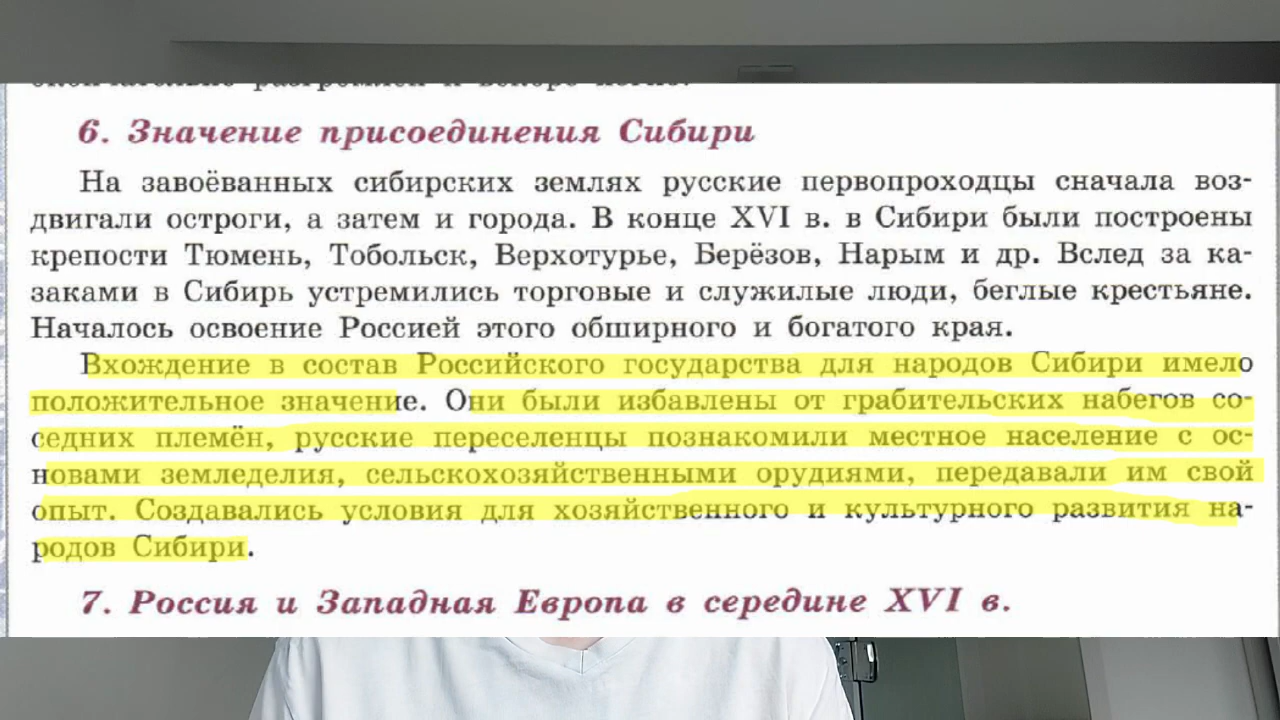 6. Значение присоединения Сибири
На завоёванных сибирских землях русские первопроходцы сначала воз-
двигали остроги, а затем и города. В конце XVI в. в Сибири были построены
крепости Тюмень, Тобольск, Верхотурье, Берёзов, Нарым и др. Вслед за ка-
заками в Сибирь устремились торговые и служилые люди, беглые крестьяне.
Началось освоение Россией этого обширного и богатого края.
Вхождение в состав Российского государства для народов Сибири имело
положительное значение. Они были избавлены от грабительских набегов со-
седних племён, русские переселенцы познакомили местное население с ос-
новами земледелия, сельскохозяйственными орудиями, передавали им свой
опыт. Создавались условия для хозяйственного и культурного развития на-
родов Сибири.
7. Россия и Западная Европа в середине XVI в.